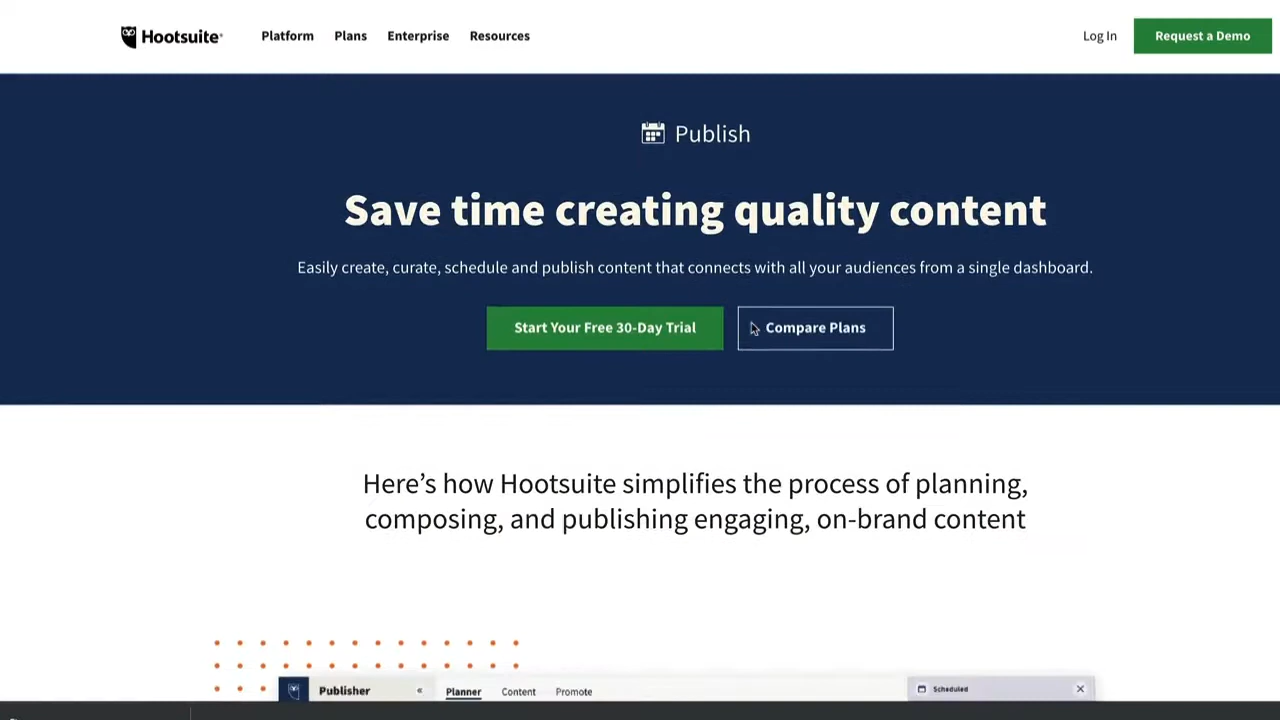 Hootsuite
Platform Plans Enterprise Resources
Log In
Request a Demo
Publish
Save time creating quality content
Easily create, curate, schedule and publish content that connects with all your audiences from a single dashboard.
Start Your Free 30-Day Trial
Compare Plans
Here’s how Hootsuite simplifies the process of planning,
composing, and publishing engaging, on-brand content
Publisher «
Planner Content Promote
Scheduled